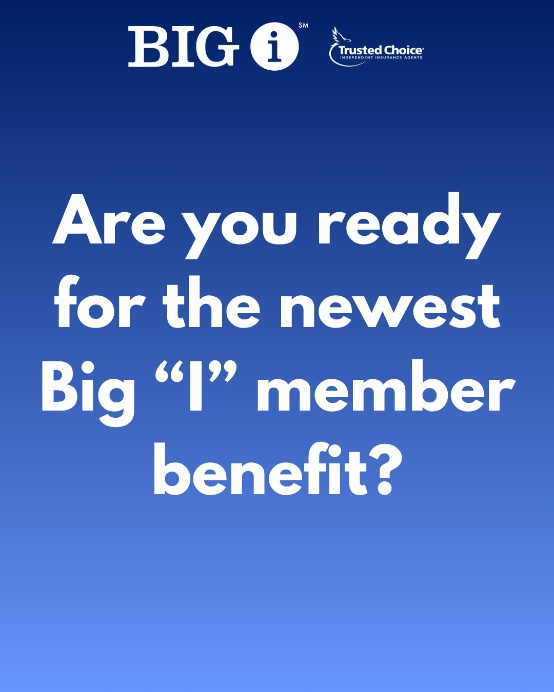 BIG i SM Trusted Choice®
INDEPENDENT INSURANCE AGENTS
Are you ready
for the newest
Big “I” member
benefit?